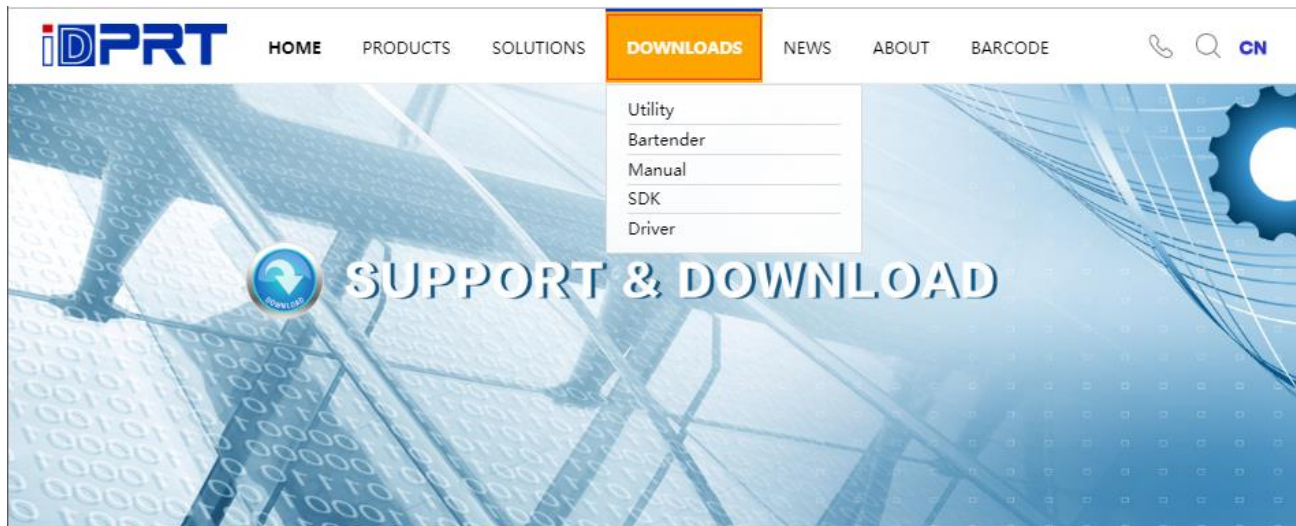 iDPRT HOME PRODUCTS SOLUTIONS DOWNLOADS NEWS ABOUT BARCODE CN
Utility
Bartender
Manual
SDK
Driver
DOWNLOAD
SUPPORT & DOWNLOAD